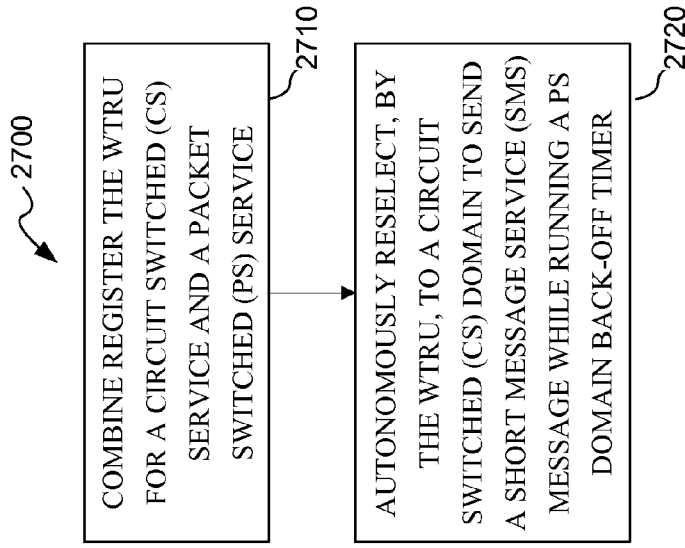 2700
COMBINE REGISTER THE WTRU
FOR A CIRCUIT SWITCHED (CS)
SERVICE AND A PACKET
SWITCHED (PS) SERVICE
2710
AUTONOMOUSLY RESELECT, BY
THE WTRU, TO A CIRCUIT
SWITCHED (CS) DOMAIN TO SEND
A SHORT MESSAGE SERVICE (SMS)
MESSAGE WHILE RUNNING A PS
DOMAIN BACK-OFF TIMER
2720